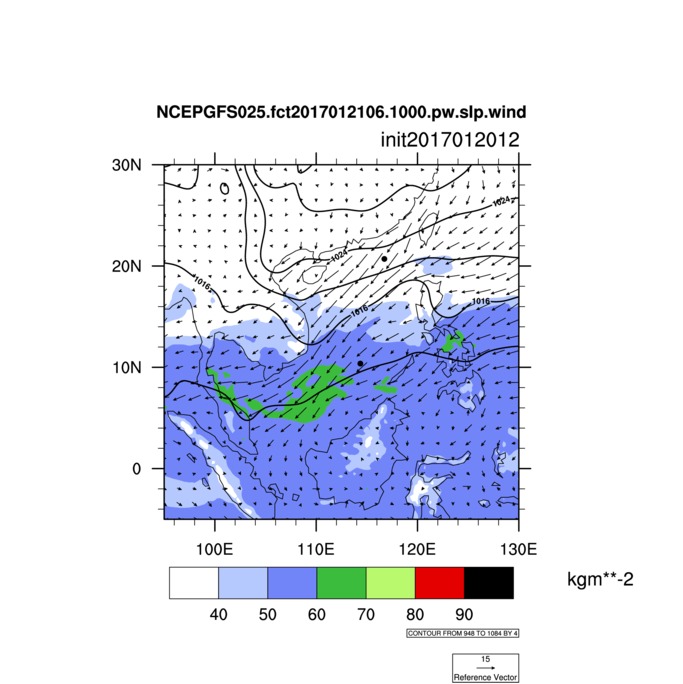 NCEPGFS025.fct2017012106.1000.pw.slp.wind
init2017012012
30N
1024
20N
1024
1016
1016
1016
10N
0
100E
110E
120E
130E
kgm**-2
40
50
60
70
80
90
CONTOUR FROM 948 TO 1084 BY 4
15
Reference Vector